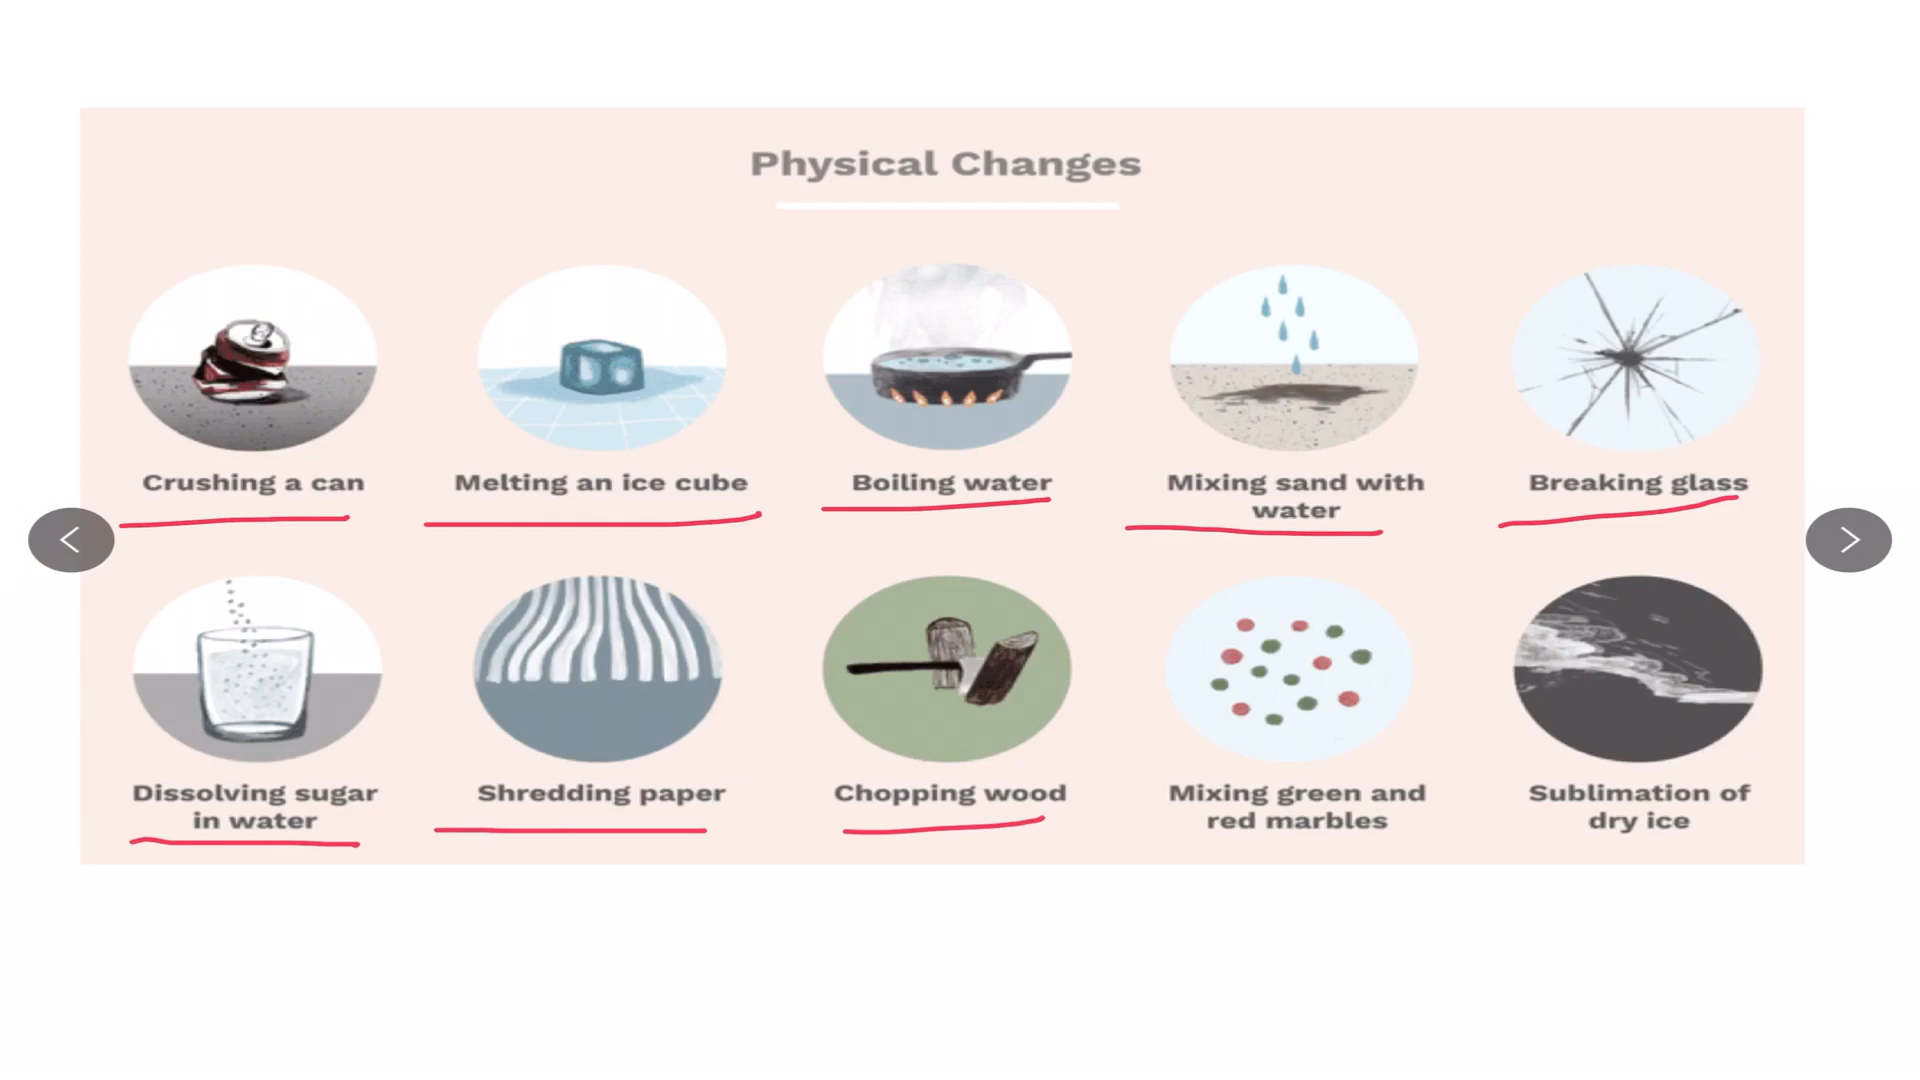 Physical Changes
Crushing a can
Melting an ice cube
Boiling water
Mixing sand with
water
Breaking glass
Dissolving sugar
in water
Shredding paper
Chopping wood
Mixing green and
red marbles
Sublimation of
dry ice